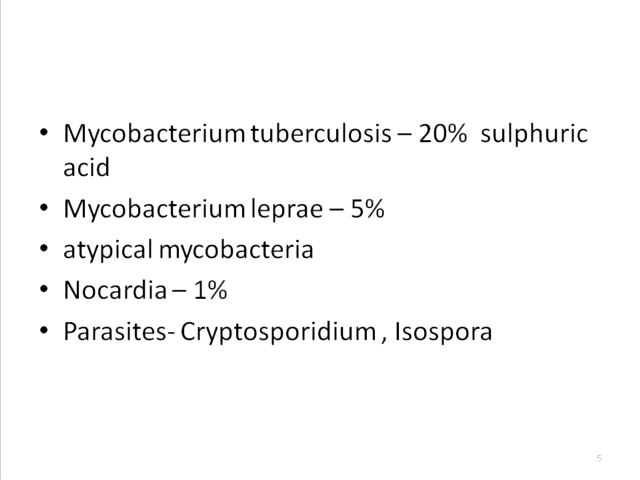 • Mycobacterium tuberculosis – 20% sulphuric
acid
• Mycobacterium leprae – 5%
• atypical mycobacteria
• Nocardia – 1%
• Parasites- Cryptosporidium , Isospora
5